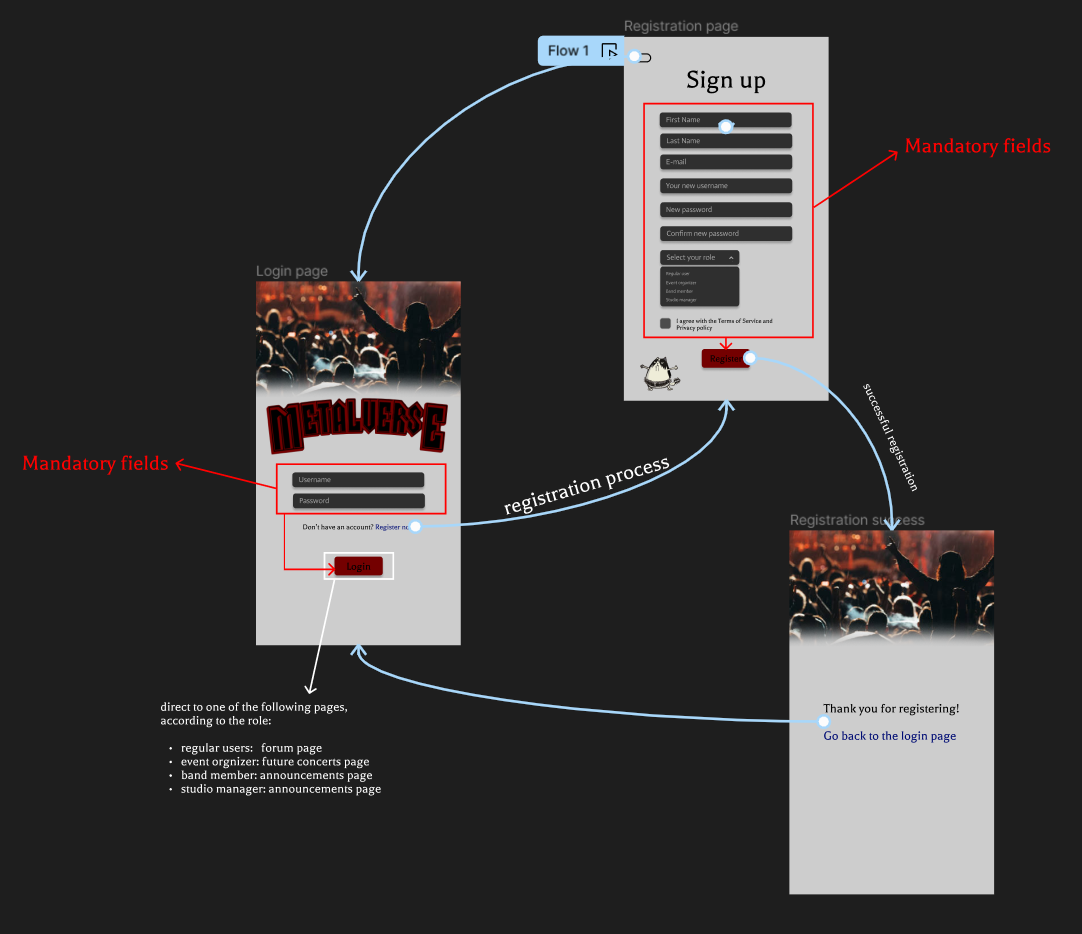 Registration page
Flow 1
Sign up
First Name
Last Name
E-mail
Your new username
New password
Confirm new password
Select your role
Regular user
Event organizer
Band member
Studio manager
I agree with the Terms of Service and
Privacy policy
Register
Mandatory fields
Login page
METALVERSE
Mandatory fields
Username
Password
Don't have an account? Register
Login
registration process
successful registration
direct to one of the following pages,
according to the role:
• regular users: forum page
• event orgnizer: future concerts page
• band member: announcements page
• studio manager: announcements page
Registration success
Thank you for registering!
Go back to the login page